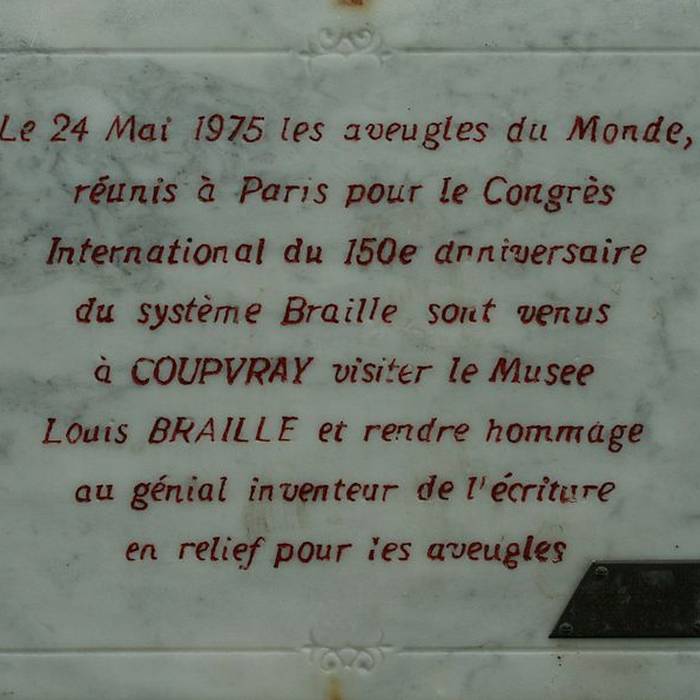 Le 24 Mai 1975 les aveugles du Monde,
réunis à Paris pour le Congrès
International du 150e anniversaire
du système Braille sont venus
à COUPVRAY visiter le Musee
Louis BRAILLE et rendre hommage
au génial inventeur de l'écriture
en relief pour les aveugles